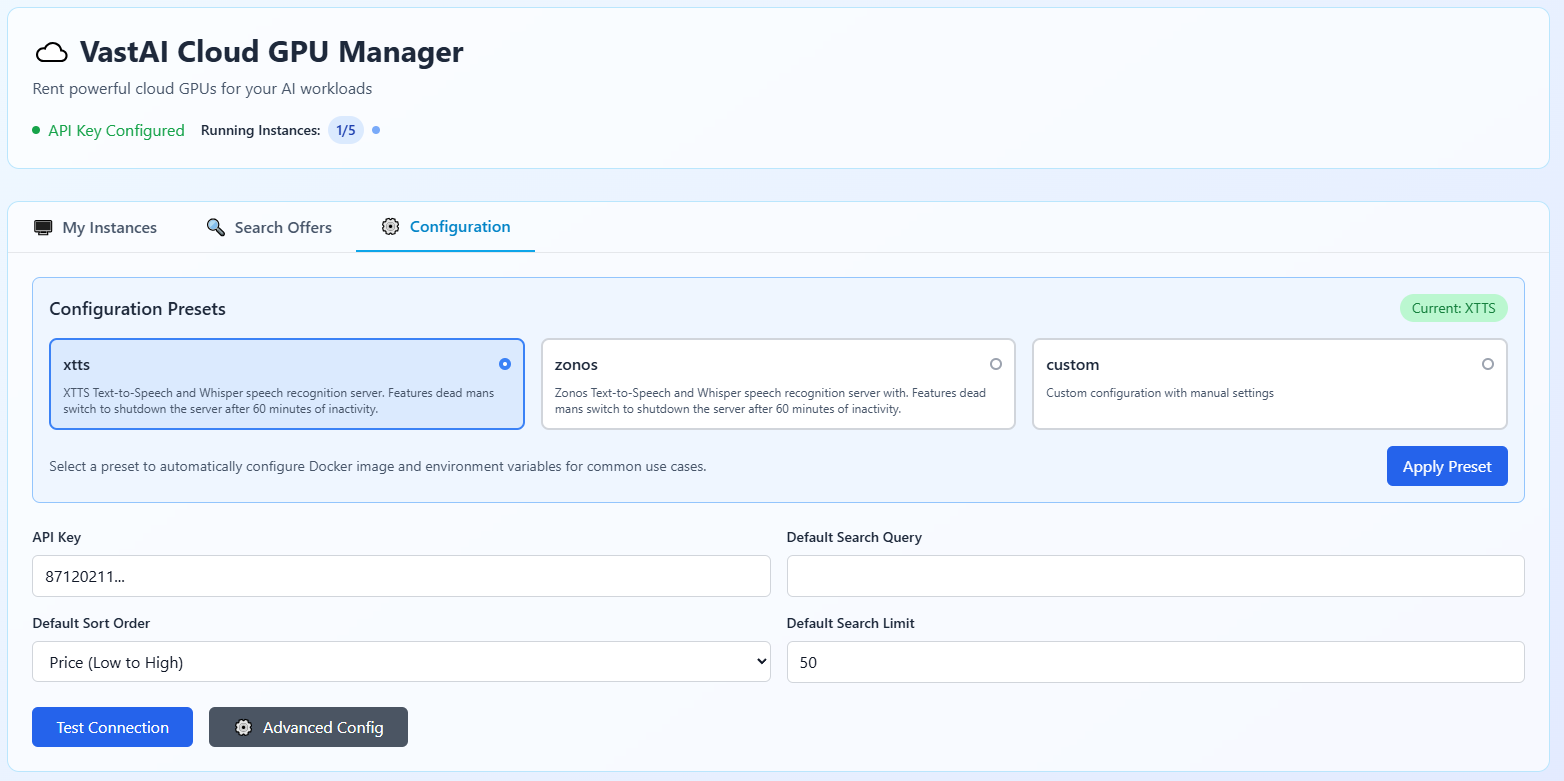 VastAI Cloud GPU Manager
Rent powerful cloud GPUs for your AI workloads
API Key Configured Running Instances: 1/5
My Instances Search Offers Configuration
Configuration Presets Current: XTTS
xtts
XTTS Text-to-Speech and Whisper speech recognition server. Features dead mans
switch to shutdown the server after 60 minutes of inactivity.
zonos
Zonos Text-to-Speech and Whisper speech recognition server with. Features dead
mans switch to shutdown the server after 60 minutes of inactivity.
custom
Custom configuration with manual settings
Select a preset to automatically configure Docker image and environment variables for common use cases.
Apply Preset
API Key
87120211...
Default Search Query
Default Sort Order
Price (Low to High)
Default Search Limit
50
Test Connection Advanced Config